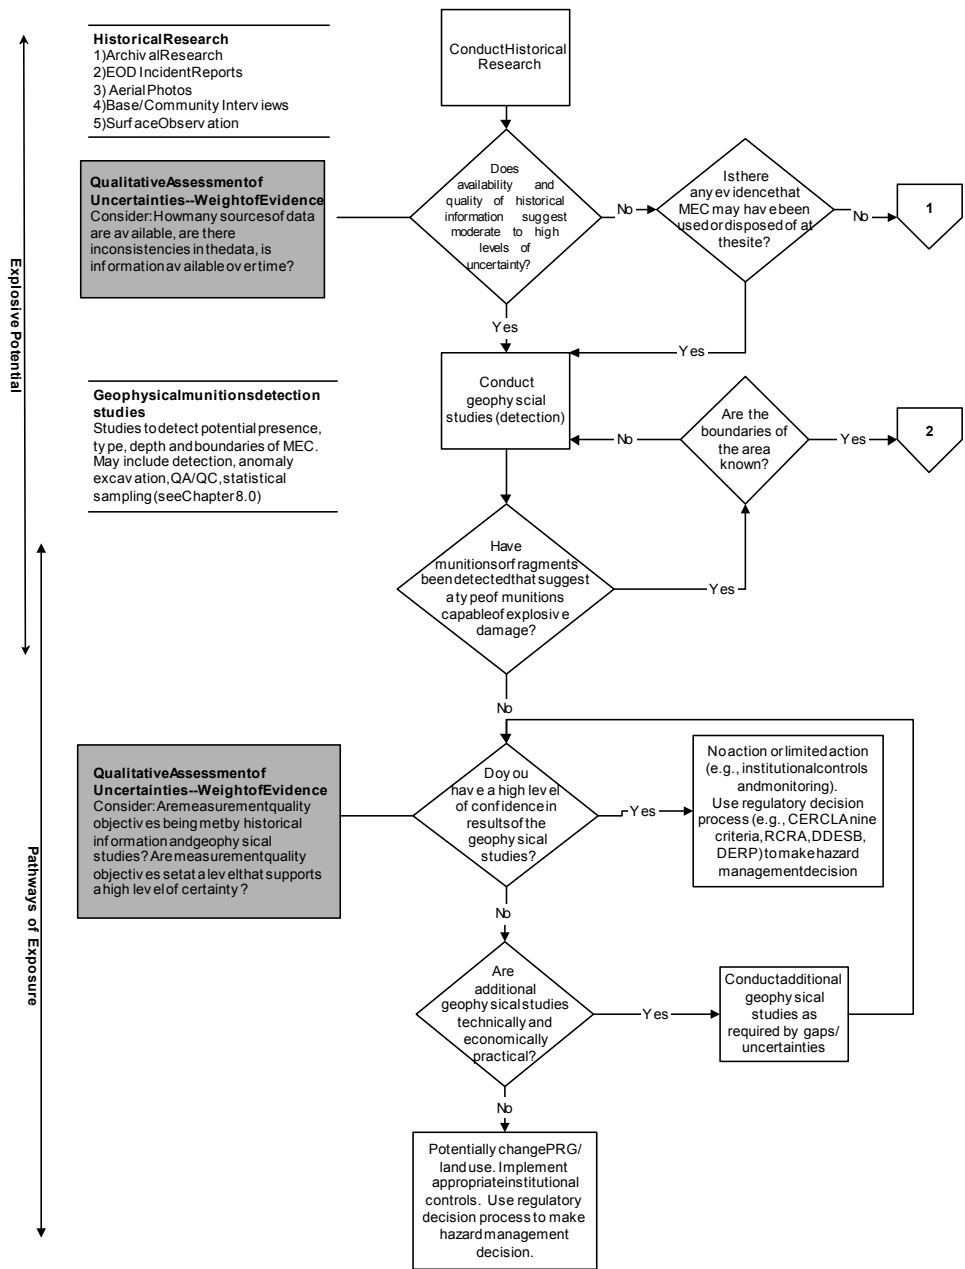 Historical Research
1) Archival Research
2) EOD Incident Reports
3) Aerial Photos
4) Base/Community Interviews
5) Surface Observation
Conduct Historical
Research
Qualitative Assessment of
Uncertainties--Weight of Evidence
Consider: How many sources of data
are available, are there
inconsistencies in the data, is
information available over time?
Does
availability and
quality of historical
information suggest
moderate to high
levels of
uncertainty?
No
Is there
any evidence that
MEC may have been
used or disposed of at
the site?
No
1
Yes
Yes
Explosive Potential
Geophysical munitions detection
studies
Studies to detect potential presence,
type, depth and boundaries of MEC.
May include detection, anomaly
excavation, QA/QC, statistical
sampling (see Chapter 8.0)
Conduct
geophyscial
studies (detection)
No
Are the
boundaries of
the area
known?
Yes
2
Have
munitions or fragments
been detected that suggest
a type of munitions
capable of explosive
damage?
Yes
No
Qualitative Assessment of
Uncertainties--Weight of Evidence
Consider: Are measurement quality
objectives being met by historical
information and geophysical
studies? Are measurement quality
objectives set at a level that supports
a high level of certainty?
Do you
have a high level
of confidence in
results of the
geophysical studies?
Yes
No action or limited action
(e.g., institutional controls
and monitoring).
Use regulatory decision
process (e.g., CERCLA nine
criteria, RCRA, DDESB,
DERP) to make hazard
management decision
No
Pathways of Exposure
Are
additional
geophysical studies
technically and
economically
practical?
Yes
Conduct additional
geophysical
studies as
required by gaps/
uncertainties
No
Potentially change PRG/
land use. Implement
appropriate institutional
controls. Use regulatory
decision process to make
hazard management
decision.